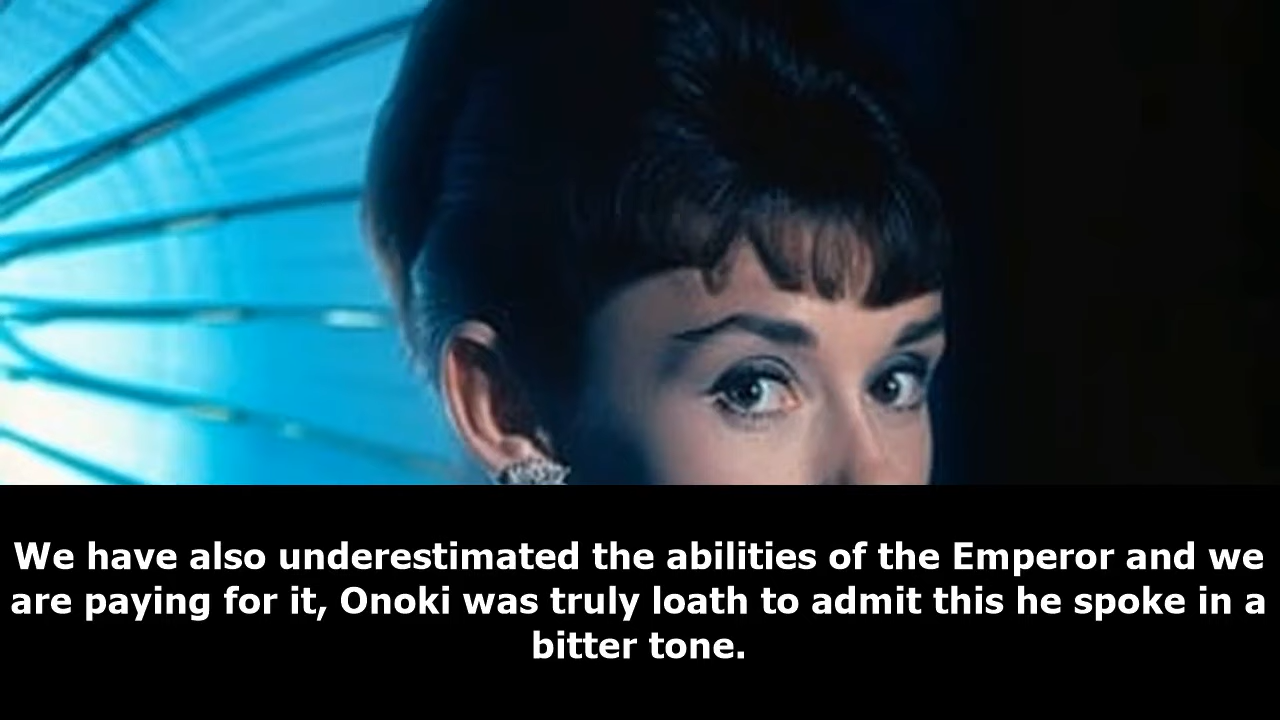 We have also underestimated the abilities of the Emperor and we
are paying for it, Onoki was truly loath to admit this he spoke in a
bitter tone.